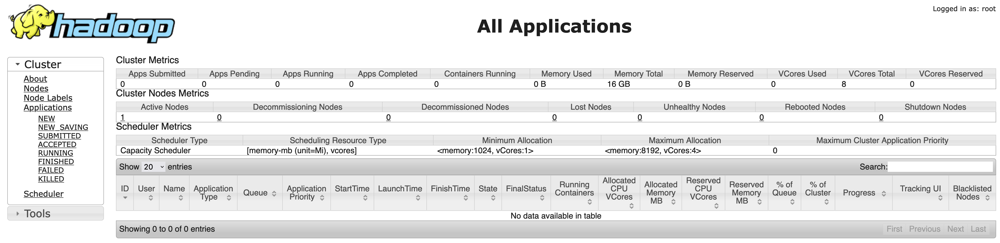 hadoop
Logged in as: root
All Applications
Cluster
About
Nodes
Node Labels
Applications
NEW
NEW_SAVING
SUBMITTED
ACCEPTED
RUNNING
FINISHED
FAILED
KILLED
Scheduler
Tools
Cluster Metrics
Apps Submitted Apps Pending Apps Running Apps Completed Containers Running Memory Used Memory Total Memory Reserved VCores Used VCores Total VCores Reserved
0 0 0 0 0 0 B 16 GB 0 B 0 8 0
Cluster Nodes Metrics
Active Nodes Decommissioning Nodes Decommissioned Nodes Lost Nodes Unhealthy Nodes Rebooted Nodes Shutdown Nodes
1 0 0 0 0 0 0
Scheduler Metrics
Scheduler Type Scheduling Resource Type Minimum Allocation Maximum Allocation Maximum Cluster Application Priority
Capacity Scheduler [memory-mb (unit=Mi), vcores] <memory:1024, vCores:1> <memory:8192, vCores:4> 0
Show 20 entries Search:
ID User Name Application Type Queue Application Priority StartTime LaunchTime FinishTime State FinalStatus Running Containers Allocated CPU VCores Allocated Memory MB Reserved CPU VCores Reserved Memory MB % of Queue % of Cluster Progress Tracking UI Blacklisted Nodes
No data available in table
Showing 0 to 0 of 0 entries First Previous Next Last